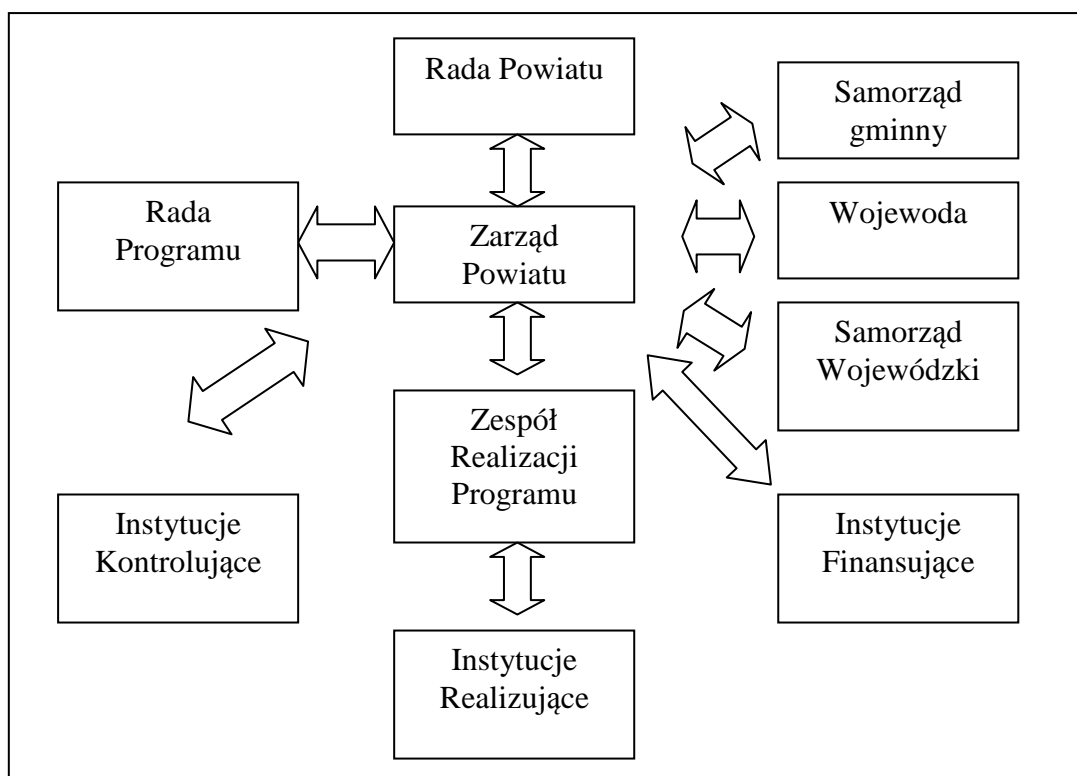 Rada Powiatu
Samorząd
gminny
Rada
Programu
Zarząd
Powiatu
Wojewoda
Samorząd
Wojewódzki
Zespół
Realizacji
Programu
Instytucje
Kontrolujące
Instytucje
Finansujące
Instytucje
Realizujące